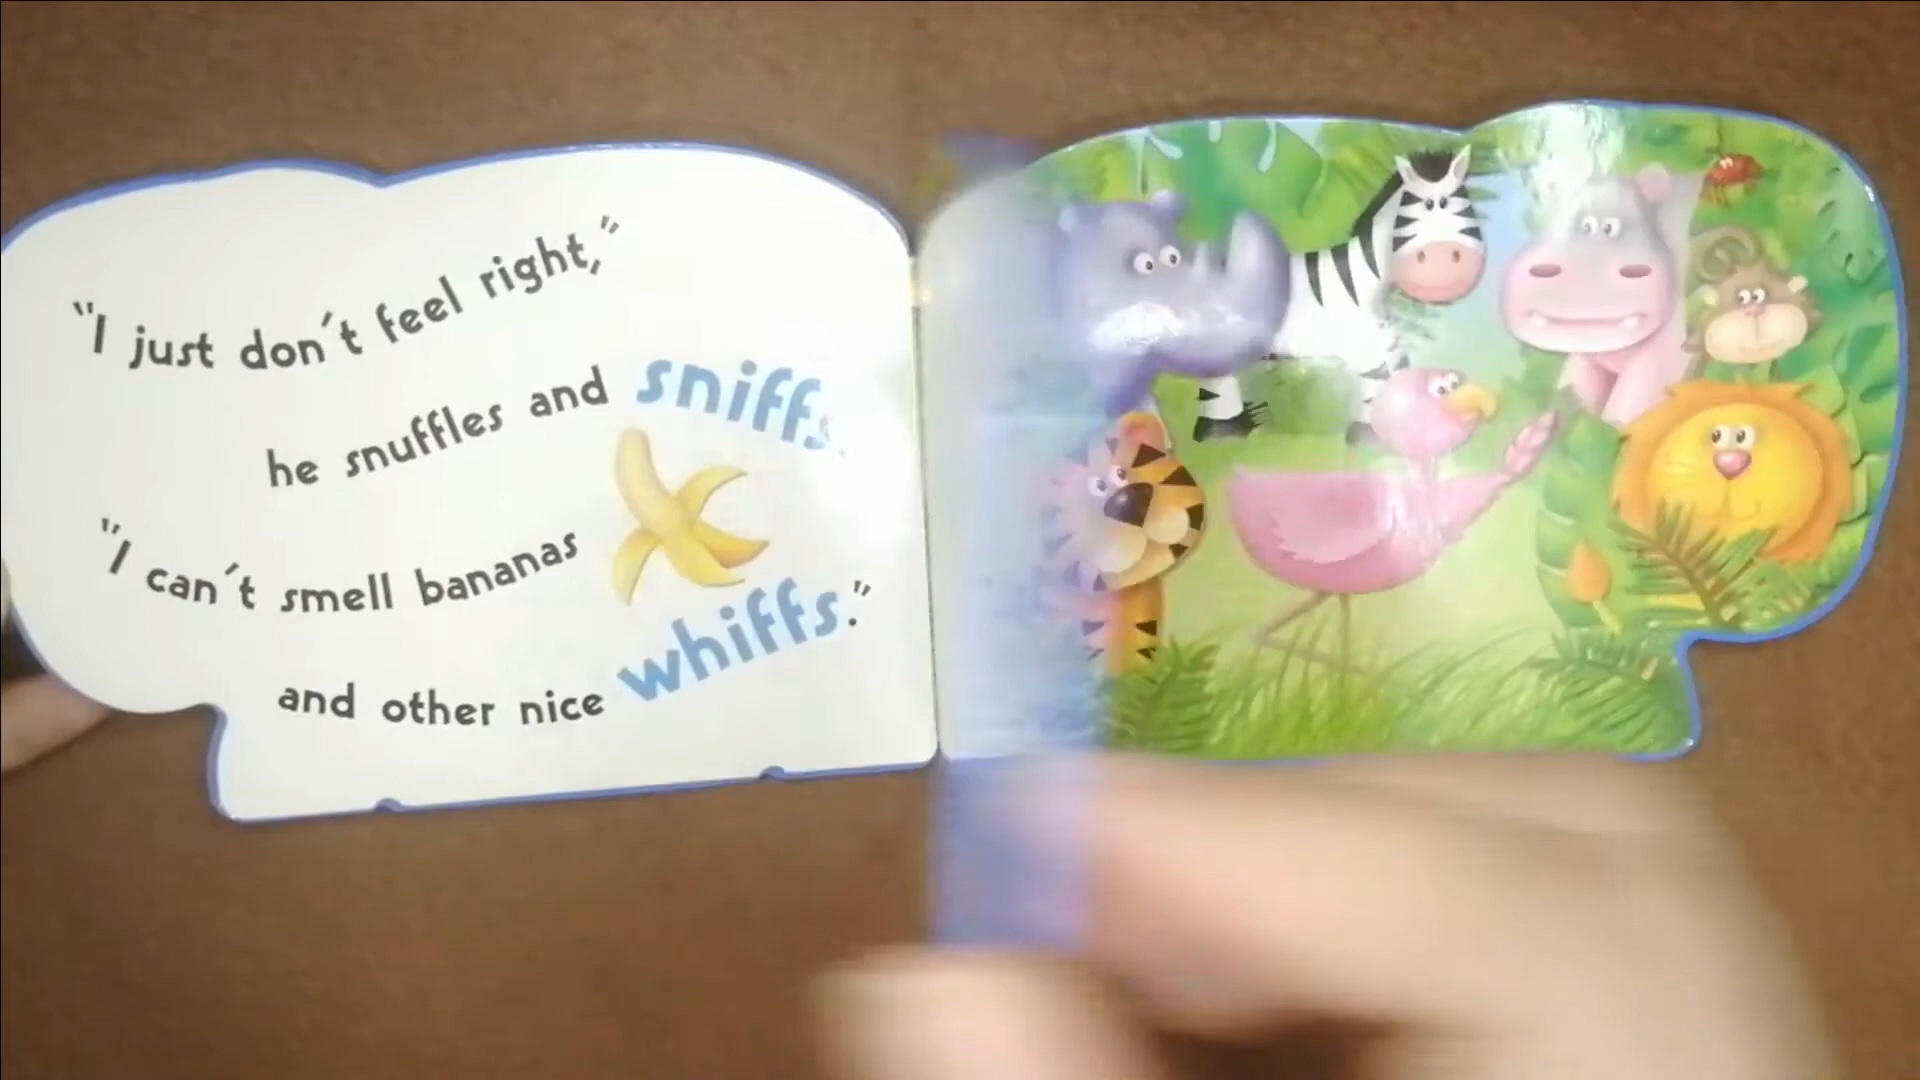 "I just don't feel right,"
he snuffles and sniffs.
"I can't smell bananas
and other nice whiffs."